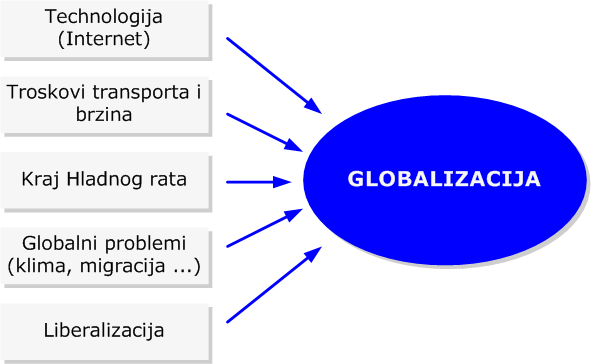 Technologija
(Internet)
Troskovi transporta i
brzina
Kraj Hladnog rata
Globalni problemi
(klima, migracija ...)
Liberalizacija
GLOBALIZACIJA